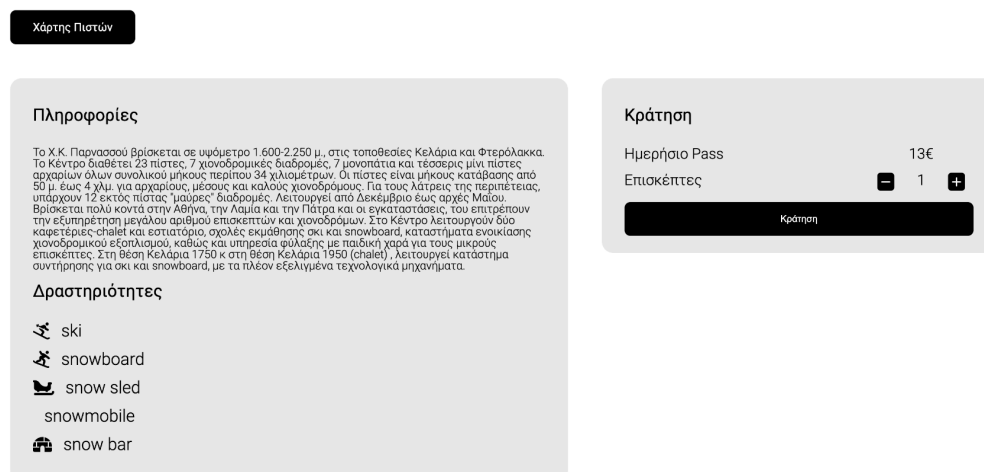 Χάρτης Πιστών
Πληροφορίες
Το Χ.Κ. Παρνασσού βρίσκεται σε υψόμετρο 1.600-2.250 μ., στις τοποθεσίες Κελάρια και Φτερόλακκα.
Το Κέντρο διαθέτει 23 πίστες, 7 χιονοδρομικές διαδρομές, 7 μονοπάτια και τέσσερις μίνι πίστες
αρχαρίων όλων συνολικού μήκους περίπου 34 χιλιομέτρων. Οι πίστες είναι μήκους κατάβασης από
50 μ. έως 4 χλμ. για αρχαρίους, μέσους και καλούς χιονοδρόμους. Για τους λάτρεις της περιπέτειας,
υπάρχουν 12 εκτός πίστας "μαύρες" διαδρομές. Λειτουργεί από Δεκέμβριο έως αρχές Μαΐου.
Βρίσκεται πολύ κοντά στην Αθήνα, την Λαμία και την Πάτρα και οι εγκαταστάσεις, του επιτρέπουν
την εξυπηρέτηση μεγάλου αριθμού επισκεπτών και χιονοδρόμων. Στο Κέντρο λειτουργούν δύο
καφετέριες-chalet και εστιατόριο, σχολές εκμάθησης σκι και snowboard, καταστήματα ενοικίασης
χιονοδρομικού εξοπλισμού, καθώς και υπηρεσία φύλαξης με παιδική χαρά για τους μικρούς
επισκέπτες. Στη θέση Κελάρια 1750 κ στη θέση Κελάρια 1950 (chalet) , λειτουργεί κατάστημα
συντήρησης για σκι και snowboard, με τα πλέον εξελιγμένα τεχνολογικά μηχανήματα.
Δραστηριότητες
ski
snowboard
snow sled
snowmobile
snow bar
Κράτηση
Ημερήσιο Pass 13€
Επισκέπτες − 1 +
Κράτηση